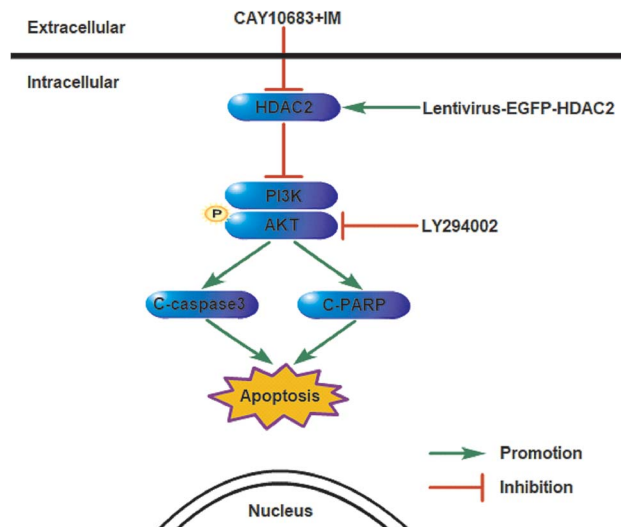 CAY10683+IM
Extracellular
Intracellular
HDAC2
Lentivirus-EGFP-HDAC2
PI3K
P
AKT
LY294002
C-caspase3
C-PARP
Apoptosis
Promotion
Inhibition
Nucleus